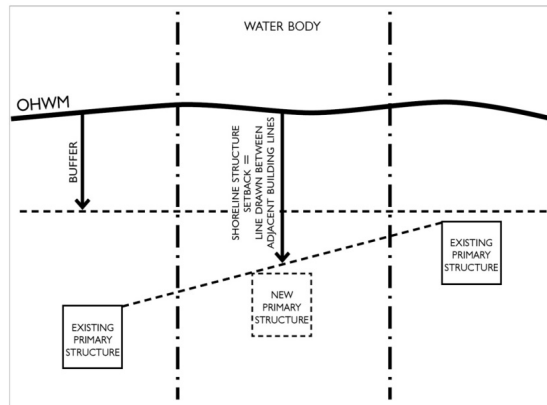 WATER BODY
OHWM
BUFFER
SHORELINE STRUCTURE
SETBACK =
LINE DRAWN BETWEEN
ADJACENT BUILDING LINES
EXISTING
PRIMARY
STRUCTURE
NEW
PRIMARY
STRUCTURE
EXISTING
PRIMARY
STRUCTURE